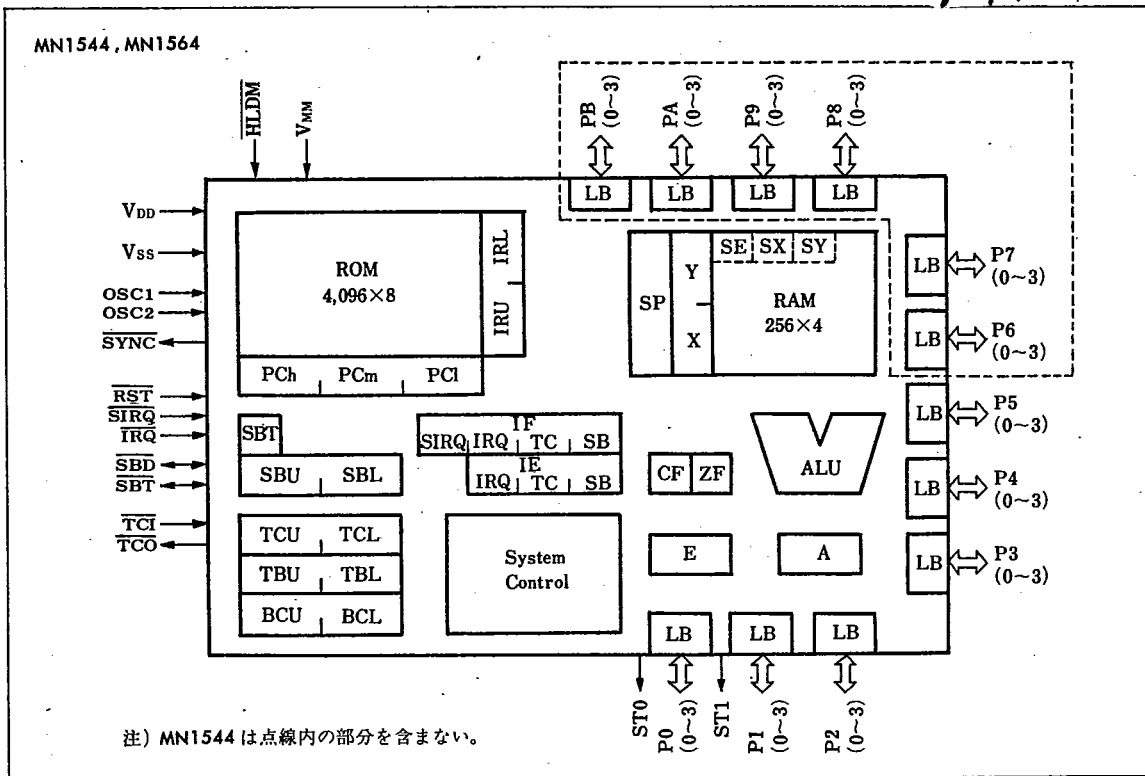 MN1544, MN1564
HLDM
VMM
PB (0~3)
PA (0~3)
P9 (0~3)
P8 (0~3)
LB LB LB LB
VDD
VSS
OSC1
OSC2
SYNC
RST
SIRQ
IRQ
SBD
SBT
TCI
TCO
ROM
4,096×8
IRL
IRU
PCh PCm PCl
SP
Y
X
SE SX SY
RAM
256×4
LB P7
(0~3)
LB P6
(0~3)
LB P5
(0~3)
LB P4
(0~3)
LB P3
(0~3)
SBT
SBU SBL
IF
SIRQ IRQ TC SB
IE
IRQ TC SB
CF ZF
ALU
TCU TCL
TBU TBL
BCU BCL
System
Control
E
A
LB LB LB
ST0
P0 (0~3)
ST1
P1 (0~3)
P2 (0~3)
注) MN1544 は点線内の部分を含まない。